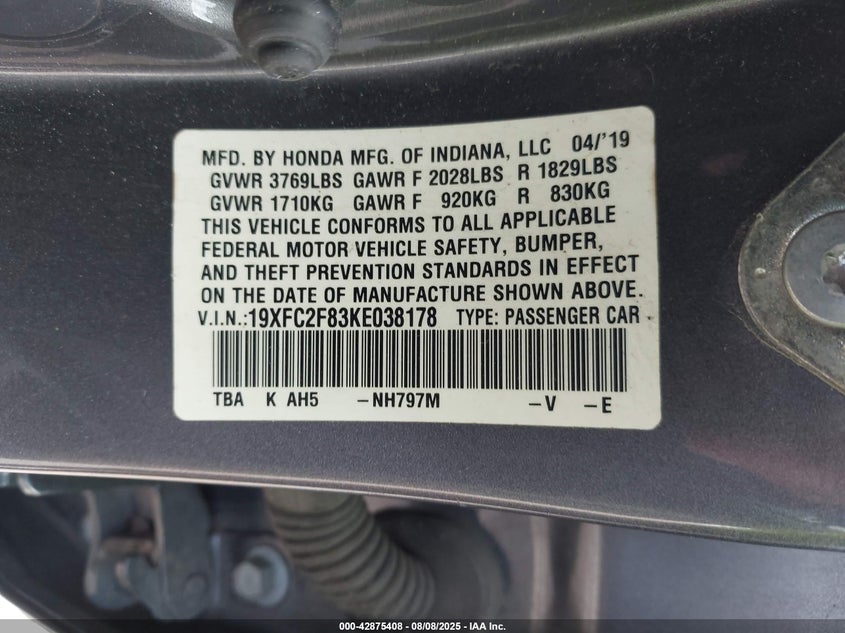 MFD. BY HONDA MFG. OF INDIANA, LLC 04/'19
GVWR 3769LBS GAWR F 2028LBS R 1829LBS
GVWR 1710KG GAWR F 920KG R 830KG
THIS VEHICLE CONFORMS TO ALL APPLICABLE
FEDERAL MOTOR VEHICLE SAFETY, BUMPER,
AND THEFT PREVENTION STANDARDS IN EFFECT
ON THE DATE OF MANUFACTURE SHOWN ABOVE.
V.I.N.:19XFC2F83KE038178 TYPE: PASSENGER CAR
TBA K AH5 –NH797M –V –E
000-42875408 - 08/08/2025 - IAA Inc.